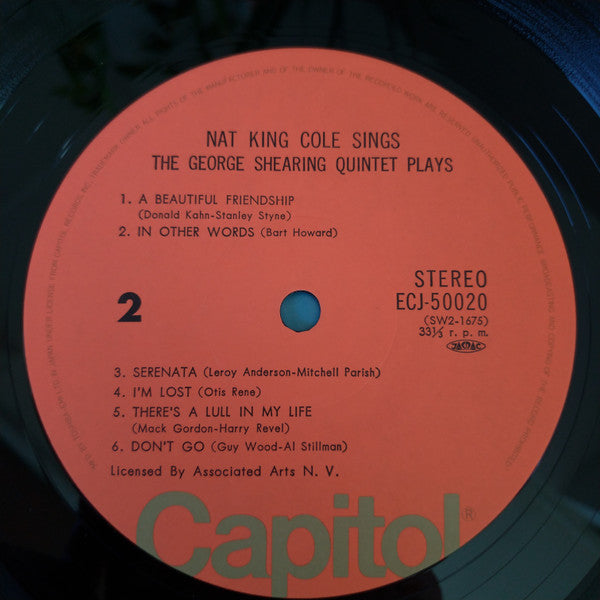 NAT KING COLE SINGS
THE GEORGE SHEARING QUINTET PLAYS
1. A BEAUTIFUL FRIENDSHIP
(Donald Kahn-Stanley Styne)
2. IN OTHER WORDS (Bart Howard)
2
STEREO
ECJ-50020
(SW2-1675)
33⅓ r. p. m.
JASRAC
3. SERENATA (Leroy Anderson-Mitchell Parish)
4. I'M LOST (Otis Rene)
5. THERE'S A LULL IN MY LIFE
(Mack Gordon-Harry Revel)
6. DON'T GO (Guy Wood-Al Stillman)
Licensed By Associated Arts N. V.
Capitol®